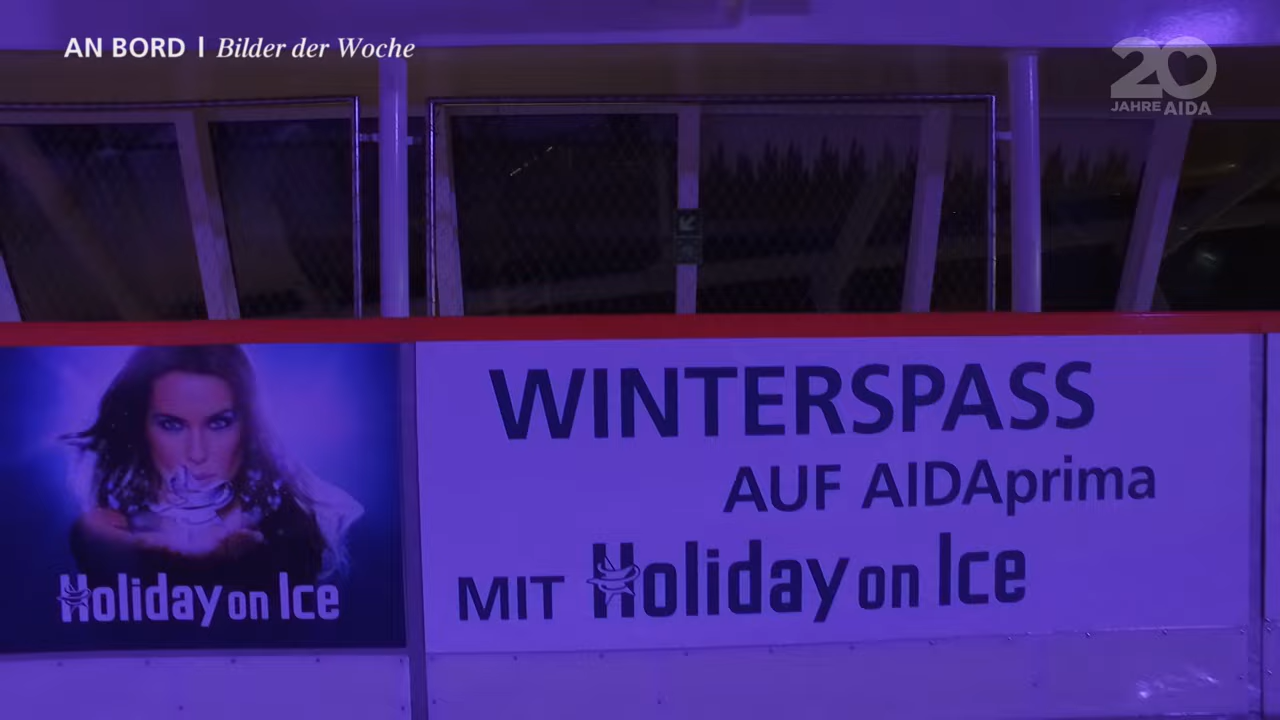 AN BORD | Bilder der Woche
20
JAHRE AIDA
WINTERSPASS
AUF AIDAprima
MIT Holiday on Ice
Holiday on Ice